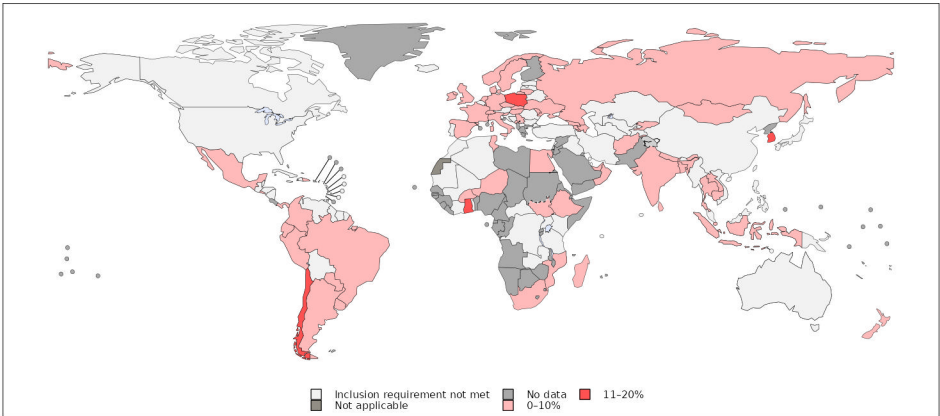 Inclusion requirement not met
Not applicable
No data
0–10%
11–20%